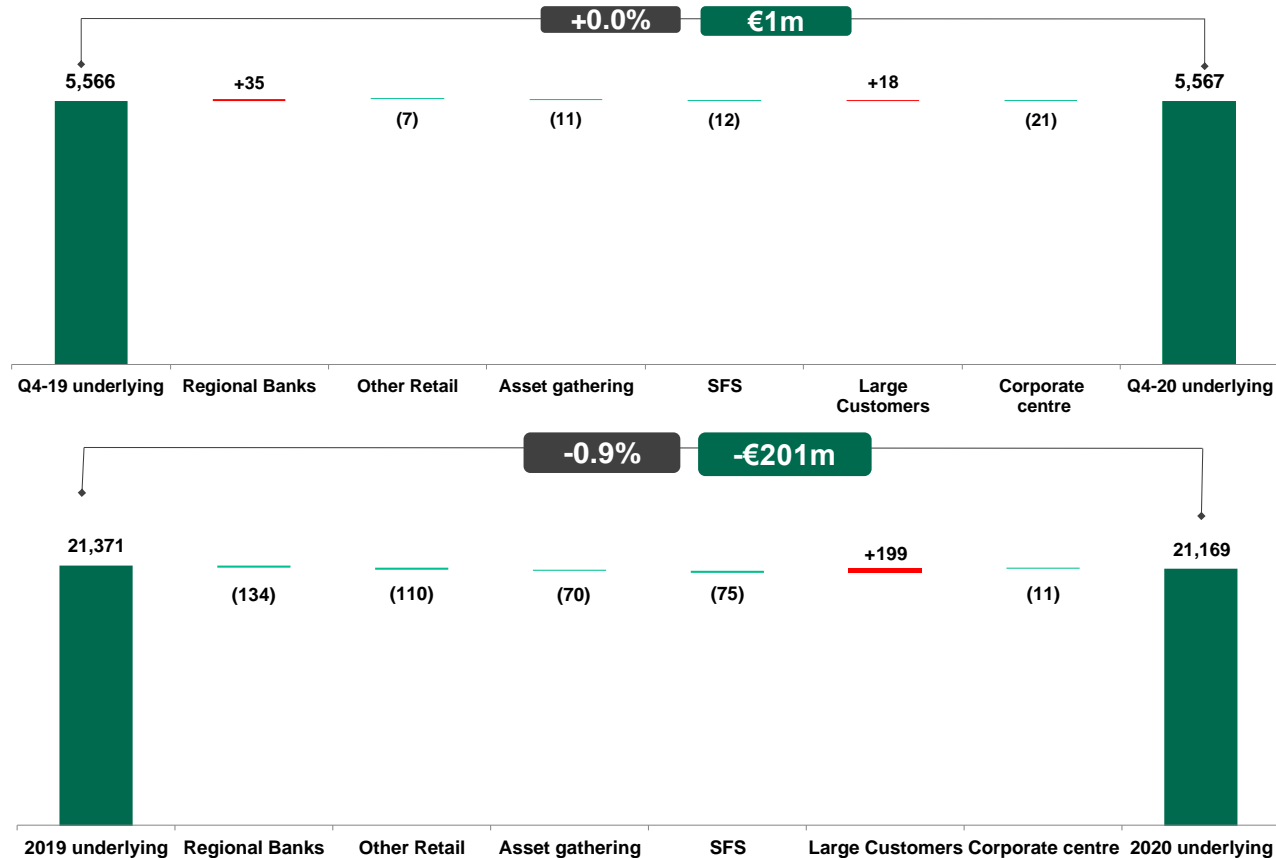 +0.0% €1m
5,566 +35 (7) (11) (12) +18 (21) 5,567
Q4-19 underlying Regional Banks Other Retail Asset gathering SFS Large Customers Corporate centre Q4-20 underlying
-0.9% -€201m
21,371 (134) (110) (70) (75) +199 (11) 21,169
2019 underlying Regional Banks Other Retail Asset gathering SFS Large Customers Corporate centre 2020 underlying